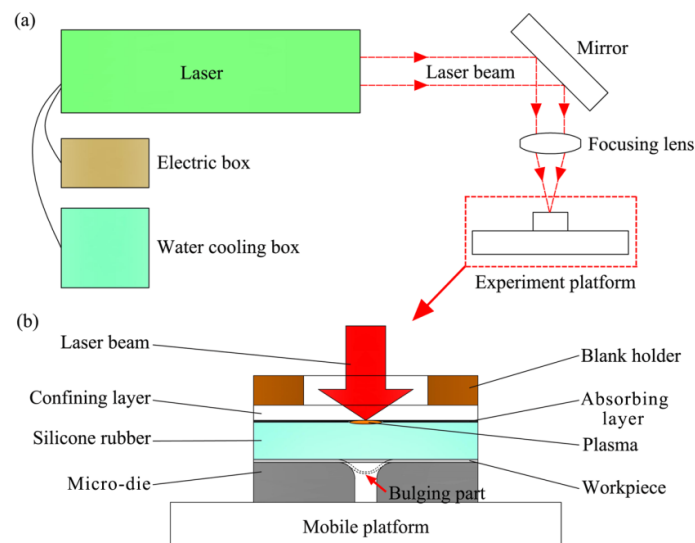 (a)
Laser
Laser beam
Mirror
Focusing lens
Electric box
Water cooling box
Experiment platform
(b)
Laser beam
Blank holder
Confining layer
Absorbing
layer
Silicone rubber
Plasma
Micro-die
Bulging part
Workpiece
Mobile platform